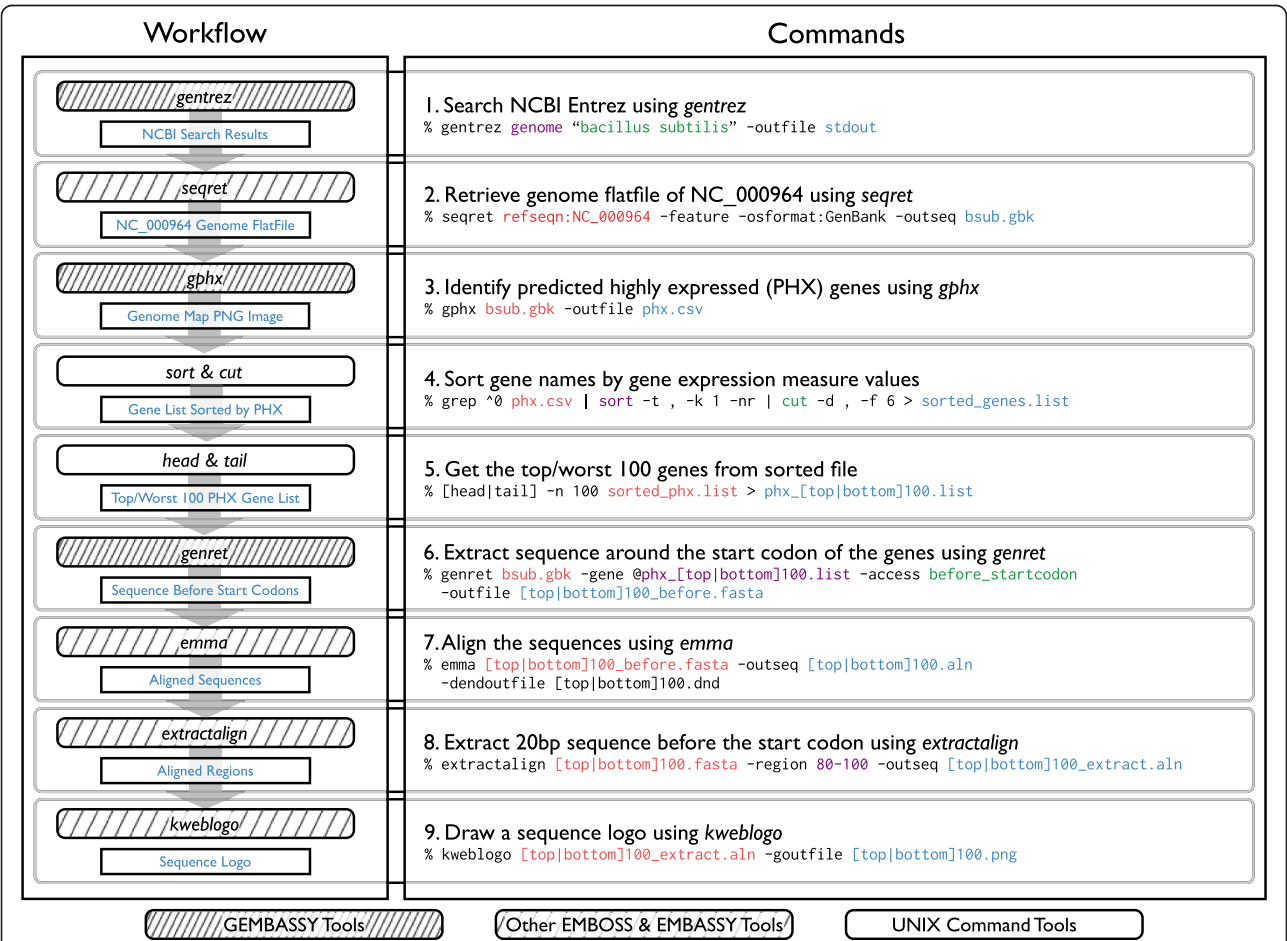 Workflow
Commands
gentrez
NCBI Search Results
1. Search NCBI Entrez using gentrez
% gentrez genome “bacillus subtilis” -outfile stdout
seqret
NC_000964 Genome FlatFile
2. Retrieve genome flatfile of NC_000964 using seqret
% seqret refseqn:NC_000964 -feature -osformat:GenBank -outseq bsub.gbk
gphx
Genome Map PNG Image
3. Identify predicted highly expressed (PHX) genes using gphx
% gphx bsub.gbk -outfile phx.csv
sort & cut
Gene List Sorted by PHX
4. Sort gene names by gene expression measure values
% grep ^0 phx.csv | sort -t , -k 1 -nr | cut -d , -f 6 > sorted_genes.list
head & tail
Top/Worst 100 PHX Gene List
5. Get the top/worst 100 genes from sorted file
% [head|tail] -n 100 sorted_phx.list > phx_[top|bottom]100.list
genret
Sequence Before Start Codons
6. Extract sequence around the start codon of the genes using genret
% genret bsub.gbk -gene @phx_[top|bottom]100.list -access before_startcodon
-outfile [top|bottom]100_before.fasta
emma
Aligned Sequences
7. Align the sequences using emma
% emma [top|bottom]100_before.fasta -outseq [top|bottom]100.aln
-dendoutfile [top|bottom]100.dnd
extractalign
Aligned Regions
8. Extract 20bp sequence before the start codon using extractalign
% extractalign [top|bottom]100.fasta -region 80-100 -outseq [top|bottom]100_extract.aln
kweblogo
Sequence Logo
9. Draw a sequence logo using kweblogo
% kweblogo [top|bottom]100_extract.aln -goutfile [top|bottom]100.png
GEMBASSY Tools
Other EMBOSS & EMBASSY Tools
UNIX Command Tools